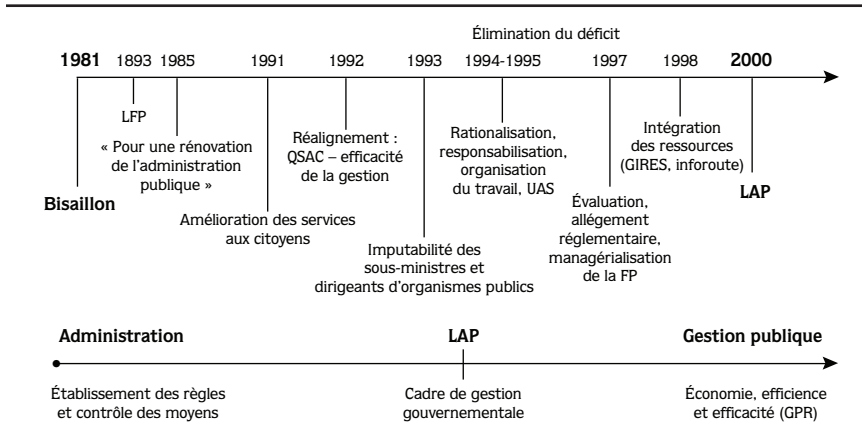 Élimination du déficit
1981 1893 1985 1991 1992 1993 1994-1995 1997 1998 2000
LFP
« Pour une rénovation
de l'administration
publique »
Bisaillon
Amélioration des services
aux citoyens
Réalignement :
QSAC – efficacité
de la gestion
Imputabilité des
sous-ministres et
dirigeants d'organismes publics
Rationalisation,
responsabilisation,
organisation
du travail, UAS
Évaluation,
allégement
réglementaire,
managérialisation
de la FP
Intégration
des ressources
(GIRES, inforoute)
LAP
Administration LAP Gestion publique
Établissement des règles
et contrôle des moyens
Cadre de gestion
gouvernementale
Économie, efficience
et efficacité (GPR)